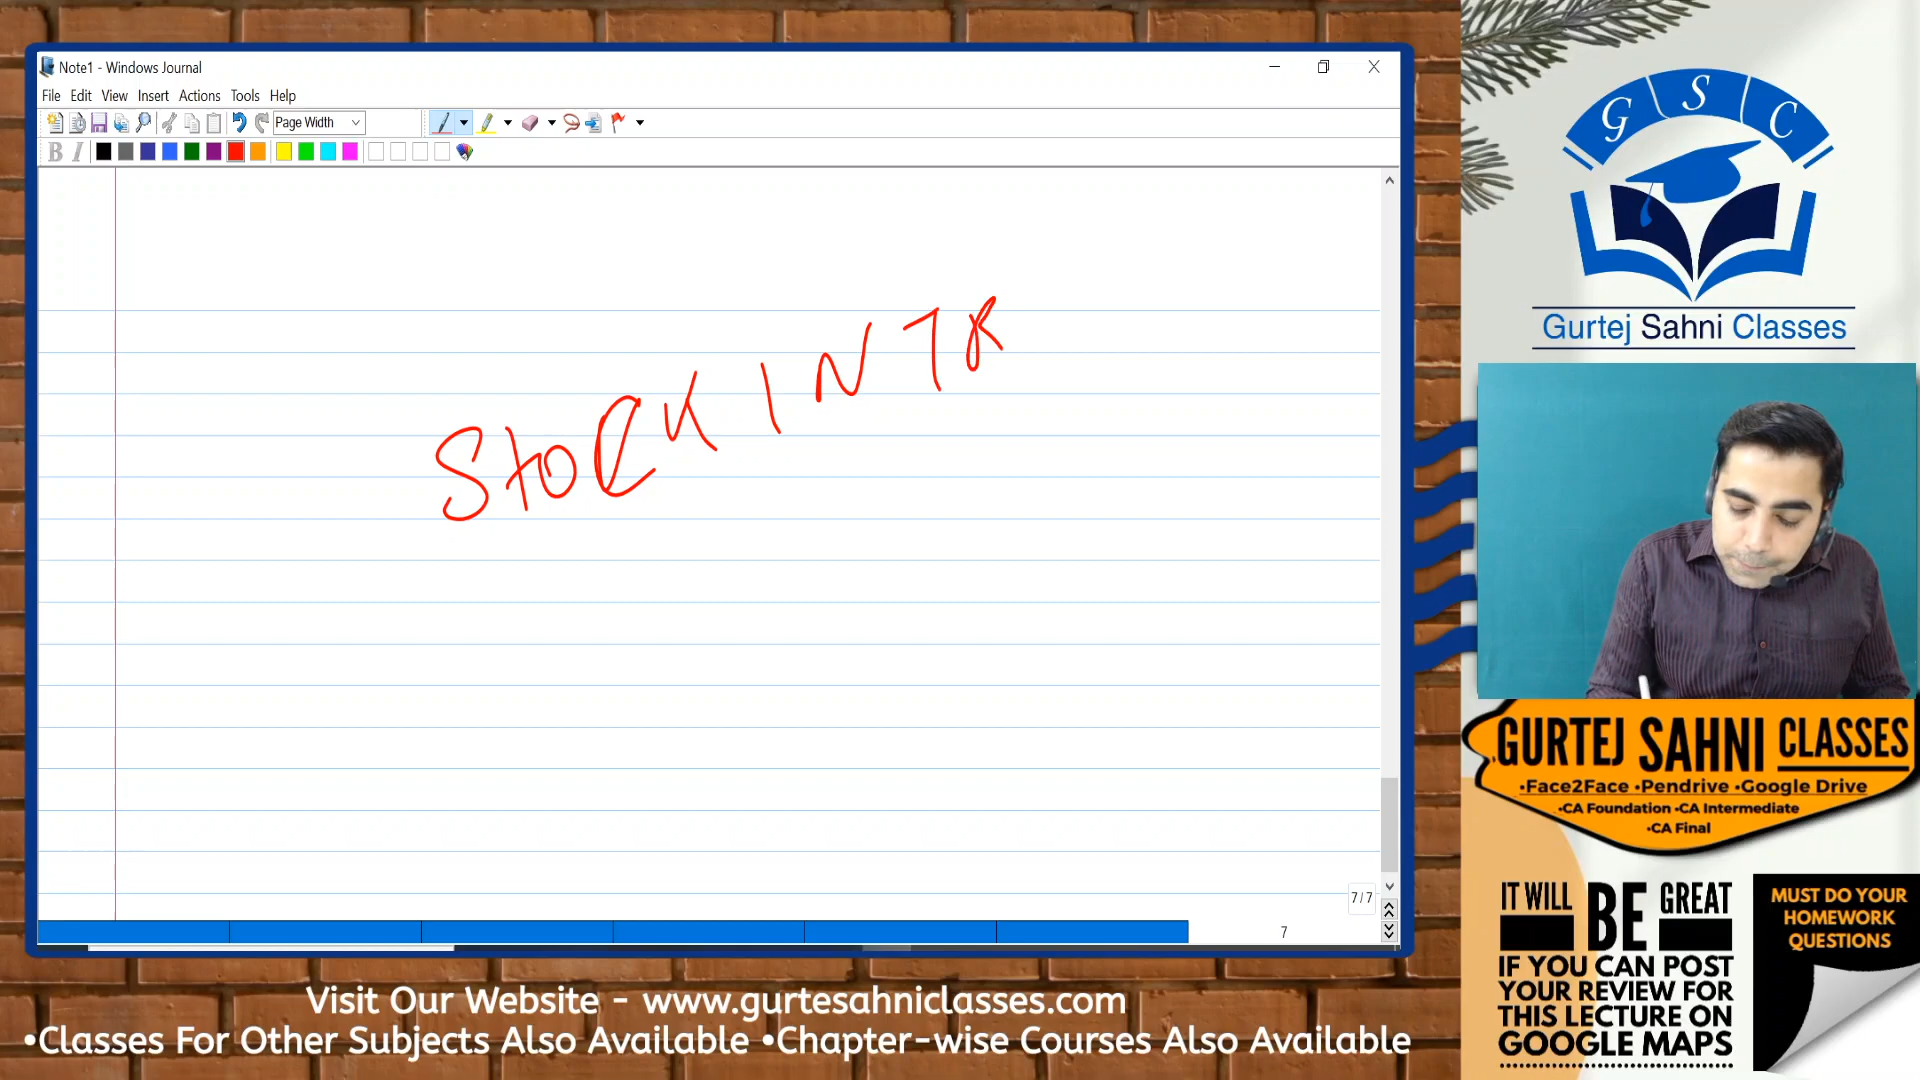 Note1 - Windows Journal
File Edit View Insert Actions Tools Help
Page Width
B I
StoCK IN TR
7 / 7
7
G S C
Gurtej Sahni Classes
GURTEJ SAHNI CLASSES
•Face2Face •Pendrive •Google Drive
•CA Foundation •CA Intermediate
•CA Final
IT WILL BE GREAT
IF YOU CAN POST
YOUR REVIEW FOR
THIS LECTURE ON
GOOGLE MAPS
MUST DO YOUR
HOMEWORK
QUESTIONS
Visit Our Website - www.gurtesahniclasses.com
•Classes For Other Subjects Also Available •Chapter-wise Courses Also Available